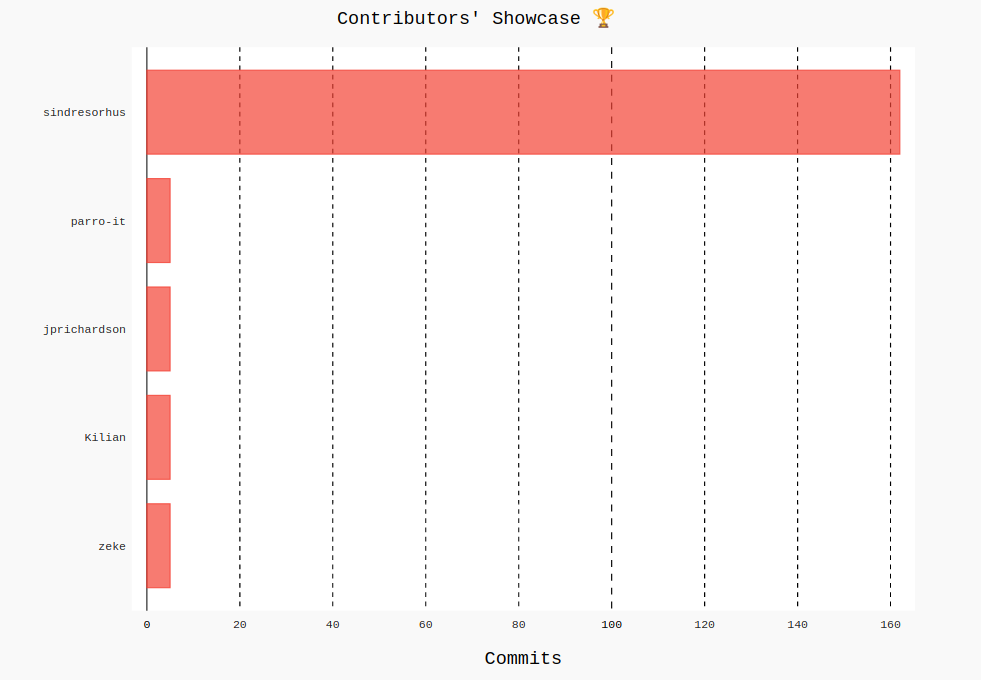 Contributors' Showcase 🏆
sindresorhus
parro-it
jprichardson
Kilian
zeke
0 20 40 60 80 100 120 140 160
Commits